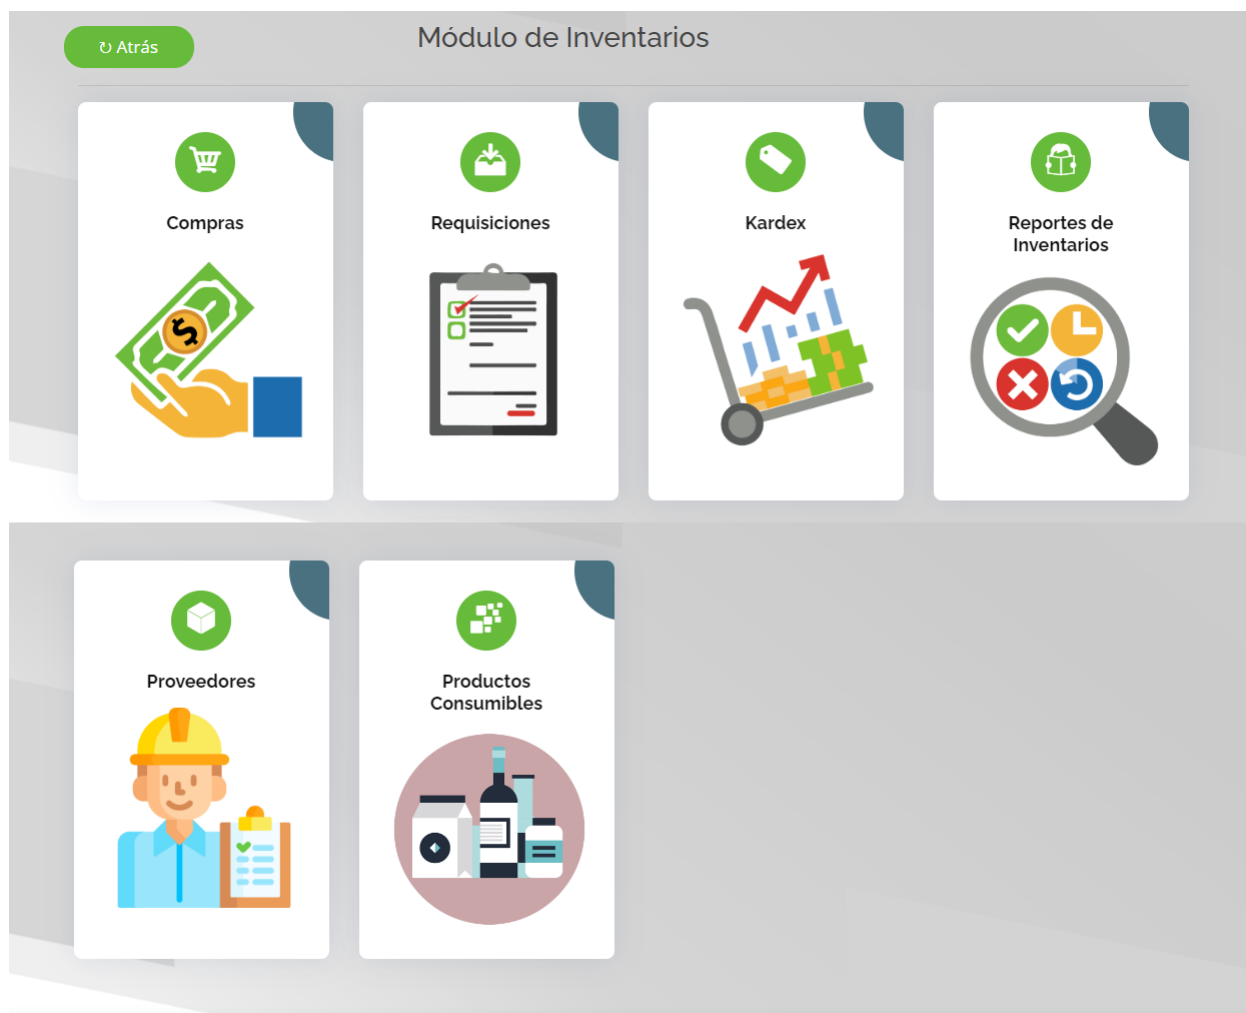 Atrás
Módulo de Inventarios
Compras
Requisiciones
Kardex
Reportes de
Inventarios
$
Proveedores
Productos
Consumibles